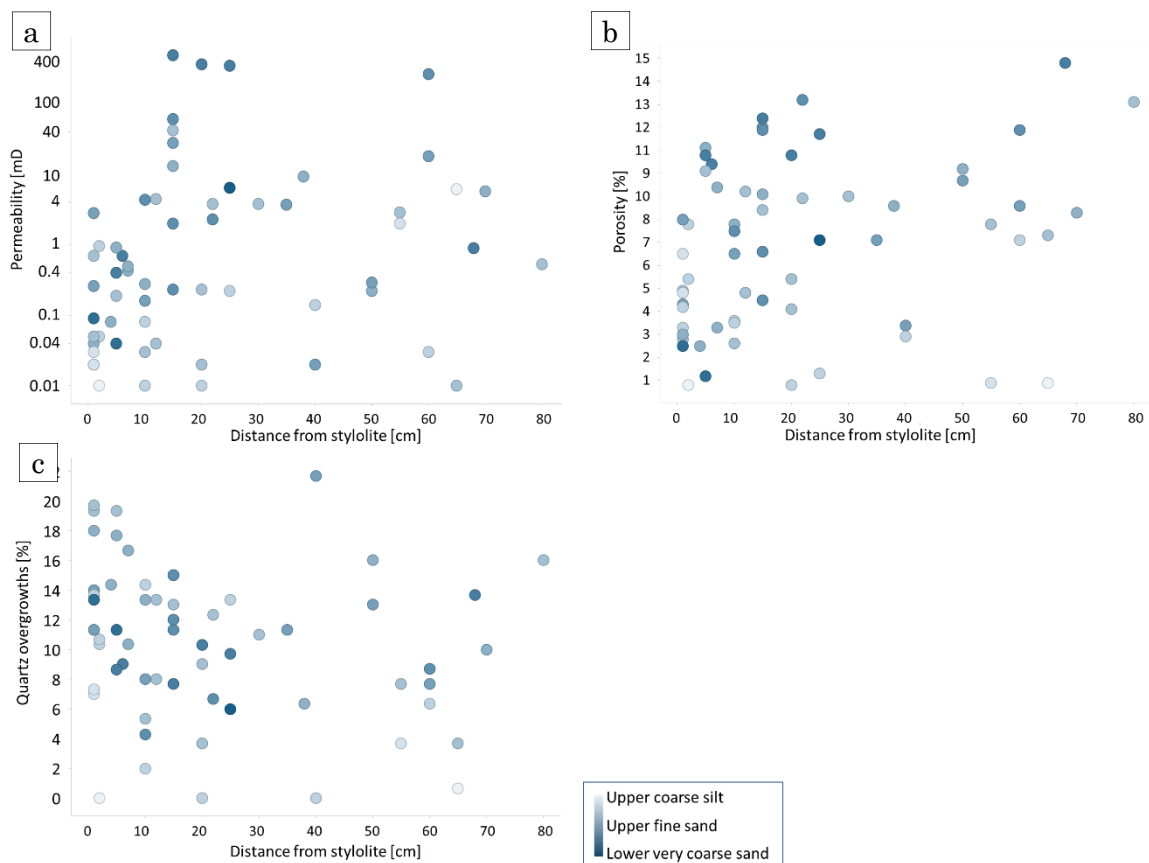 a
400
100
40
10
4
1
0.4
0.1
0.04
0.01
Permeability [mD
0 10 20 30 40 50 60 70 80
Distance from stylolite [cm]
b
15
14
13
12
11
9
10
8
7
6
5
4
3
2
1
Porosity [%]
0 10 20 30 40 50 60 70 80
Distance from stylolite [cm]
c
20
18
16
14
12
10
8
6
4
2
0
Quartz overgrowths [%]
0 10 20 30 40 50 60 70 80
Distance from stylolite [cm]
Upper coarse silt
Upper fine sand
Lower very coarse sand